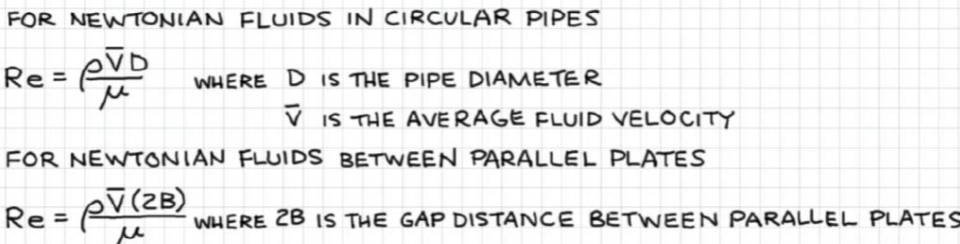 FOR NEWTONIAN FLUIDS IN CIRCULAR PIPES
Re = ρV̄D/μ WHERE D IS THE PIPE DIAMETER
V̄ IS THE AVERAGE FLUID VELOCITY
FOR NEWTONIAN FLUIDS BETWEEN PARALLEL PLATES
Re = ρV̄(2B)/μ WHERE 2B IS THE GAP DISTANCE BETWEEN PARALLEL PLATES